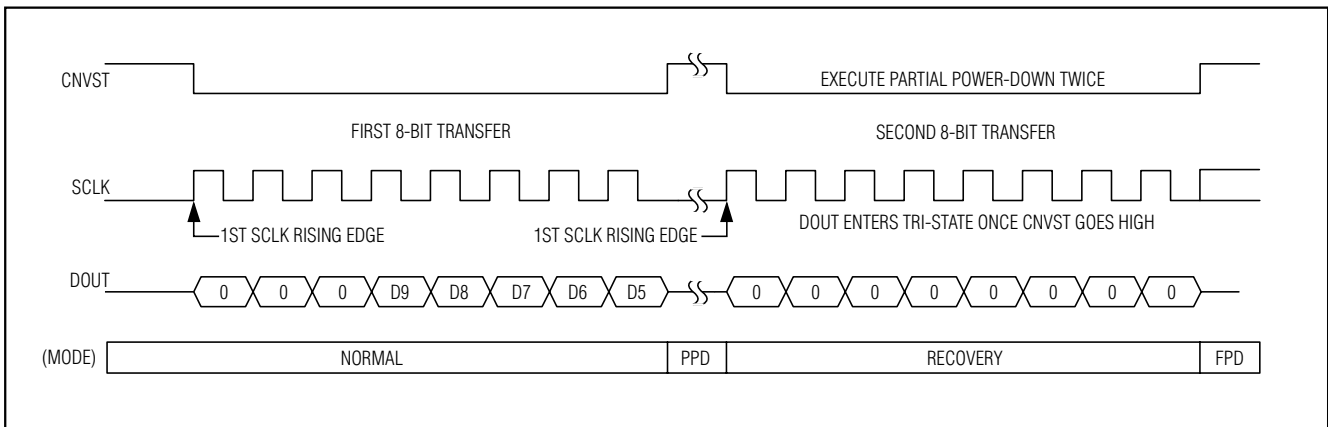 CNVST
EXECUTE PARTIAL POWER-DOWN TWICE
FIRST 8-BIT TRANSFER
SECOND 8-BIT TRANSFER
SCLK
1ST SCLK RISING EDGE
1ST SCLK RISING EDGE
DOUT ENTERS TRI-STATE ONCE CNVST GOES HIGH
DOUT
0 0 0 D9 D8 D7 D6 D5 0 0 0 0 0 0 0 0
(MODE) NORMAL PPD RECOVERY FPD